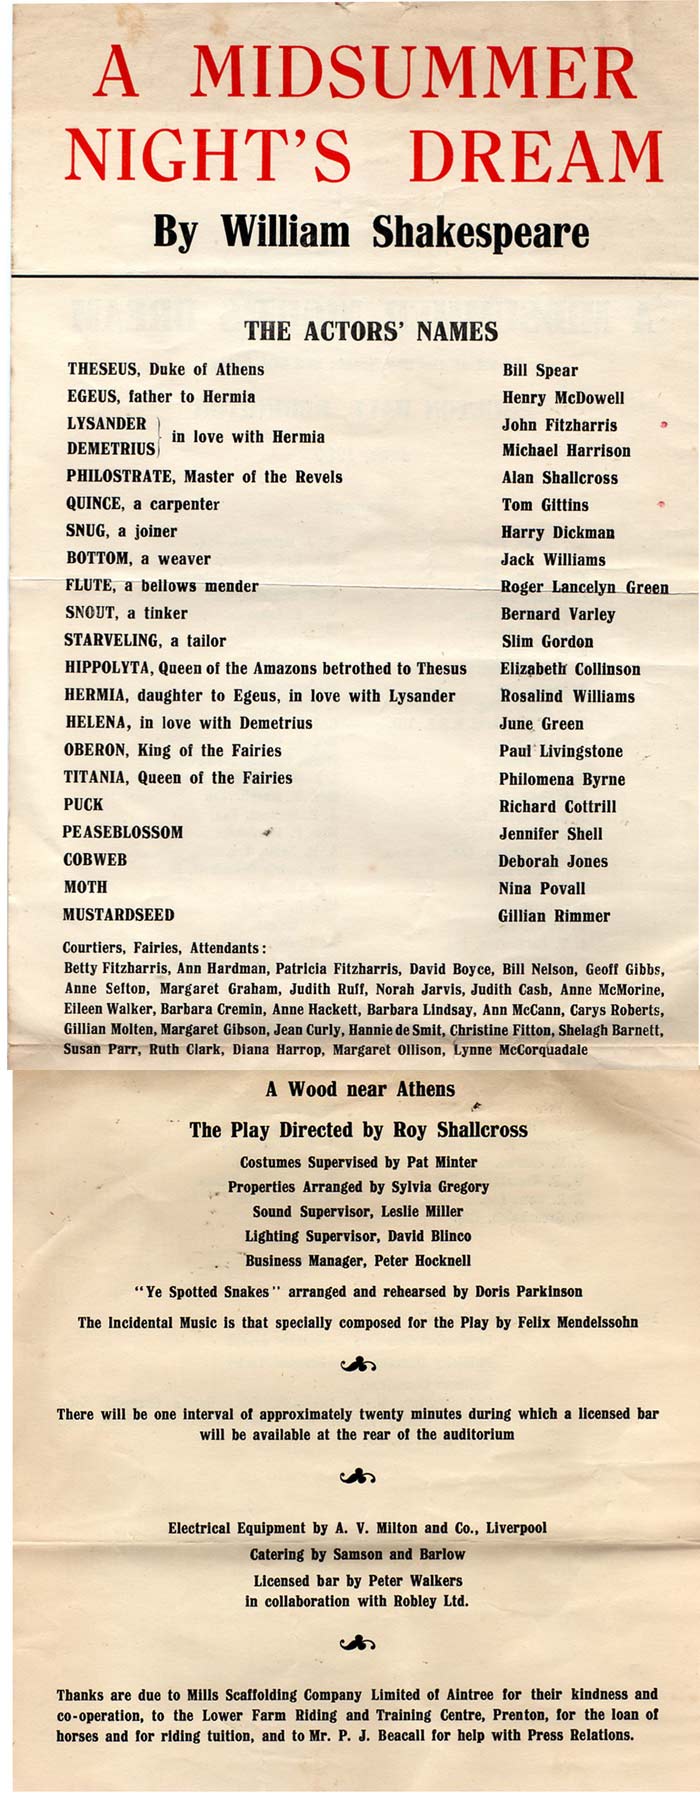 A MIDSUMMER
NIGHT'S DREAM
By William Shakespeare
THE ACTORS' NAMES
THESEUS, Duke of Athens Bill Spear
EGEUS, father to Hermia Henry McDowell
LYSANDER John Fitzharris
in love with Hermia
DEMETRIUS Michael Harrison
PHILOSTRATE, Master of the Revels Alan Shallcross
QUINCE, a carpenter Tom Gittins
SNUG, a joiner Harry Dickman
BOTTOM, a weaver Jack Williams
FLUTE, a bellows mender Roger Lancelyn Green
SNOUT, a tinker Bernard Varley
STARVELING, a tailor Slim Gordon
HIPPOLYTA, Queen of the Amazons betrothed to Thesus Elizabeth Collinson
HERMIA, daughter to Egeus, in love with Lysander Rosalind Williams
HELENA, in love with Demetrius June Green
OBERON, King of the Fairies Paul Livingstone
TITANIA, Queen of the Fairies Philomena Byrne
PUCK Richard Cottrill
PEASEBLOSSOM Jennifer Shell
COBWEB Deborah Jones
MOTH Nina Povall
MUSTARDSEED Gillian Rimmer
Courtiers, Fairies, Attendants:
Betty Fitzharris, Ann Hardman, Patricia Fitzharris, David Boyce, Bill Nelson, Geoff Gibbs,
Anne Sefton, Margaret Graham, Judith Ruff, Norah Jarvis, Judith Cash, Anne McMorine,
Eileen Walker, Barbara Cremin, Anne Hackett, Barbara Lindsay, Ann McCann, Carys Roberts,
Gillian Molten, Margaret Gibson, Jean Curly, Hannie de Smit, Christine Fitton, Shelagh Barnett,
Susan Parr, Ruth Clark, Diana Harrop, Margaret Ollison, Lynne McCorquadale
A Wood near Athens
The Play Directed by Roy Shallcross
Costumes Supervised by Pat Minter
Properties Arranged by Sylvia Gregory
Sound Supervisor, Leslie Miller
Lighting Supervisor, David Blinco
Business Manager, Peter Hocknell
"Ye Spotted Snakes" arranged and rehearsed by Doris Parkinson
The Incidental Music is that specially composed for the Play by Felix Mendelssohn
There will be one interval of approximately twenty minutes during which a licensed bar
will be available at the rear of the auditorium
Electrical Equipment by A. V. Milton and Co., Liverpool
Catering by Samson and Barlow
Licensed bar by Peter Walkers
in collaboration with Robley Ltd.
Thanks are due to Mills Scaffolding Company Limited of Aintree for their kindness and
co-operation, to the Lower Farm Riding and Training Centre, Prenton, for the loan of
horses and for riding tuition, and to Mr. P. J. Beacall for help with Press Relations.